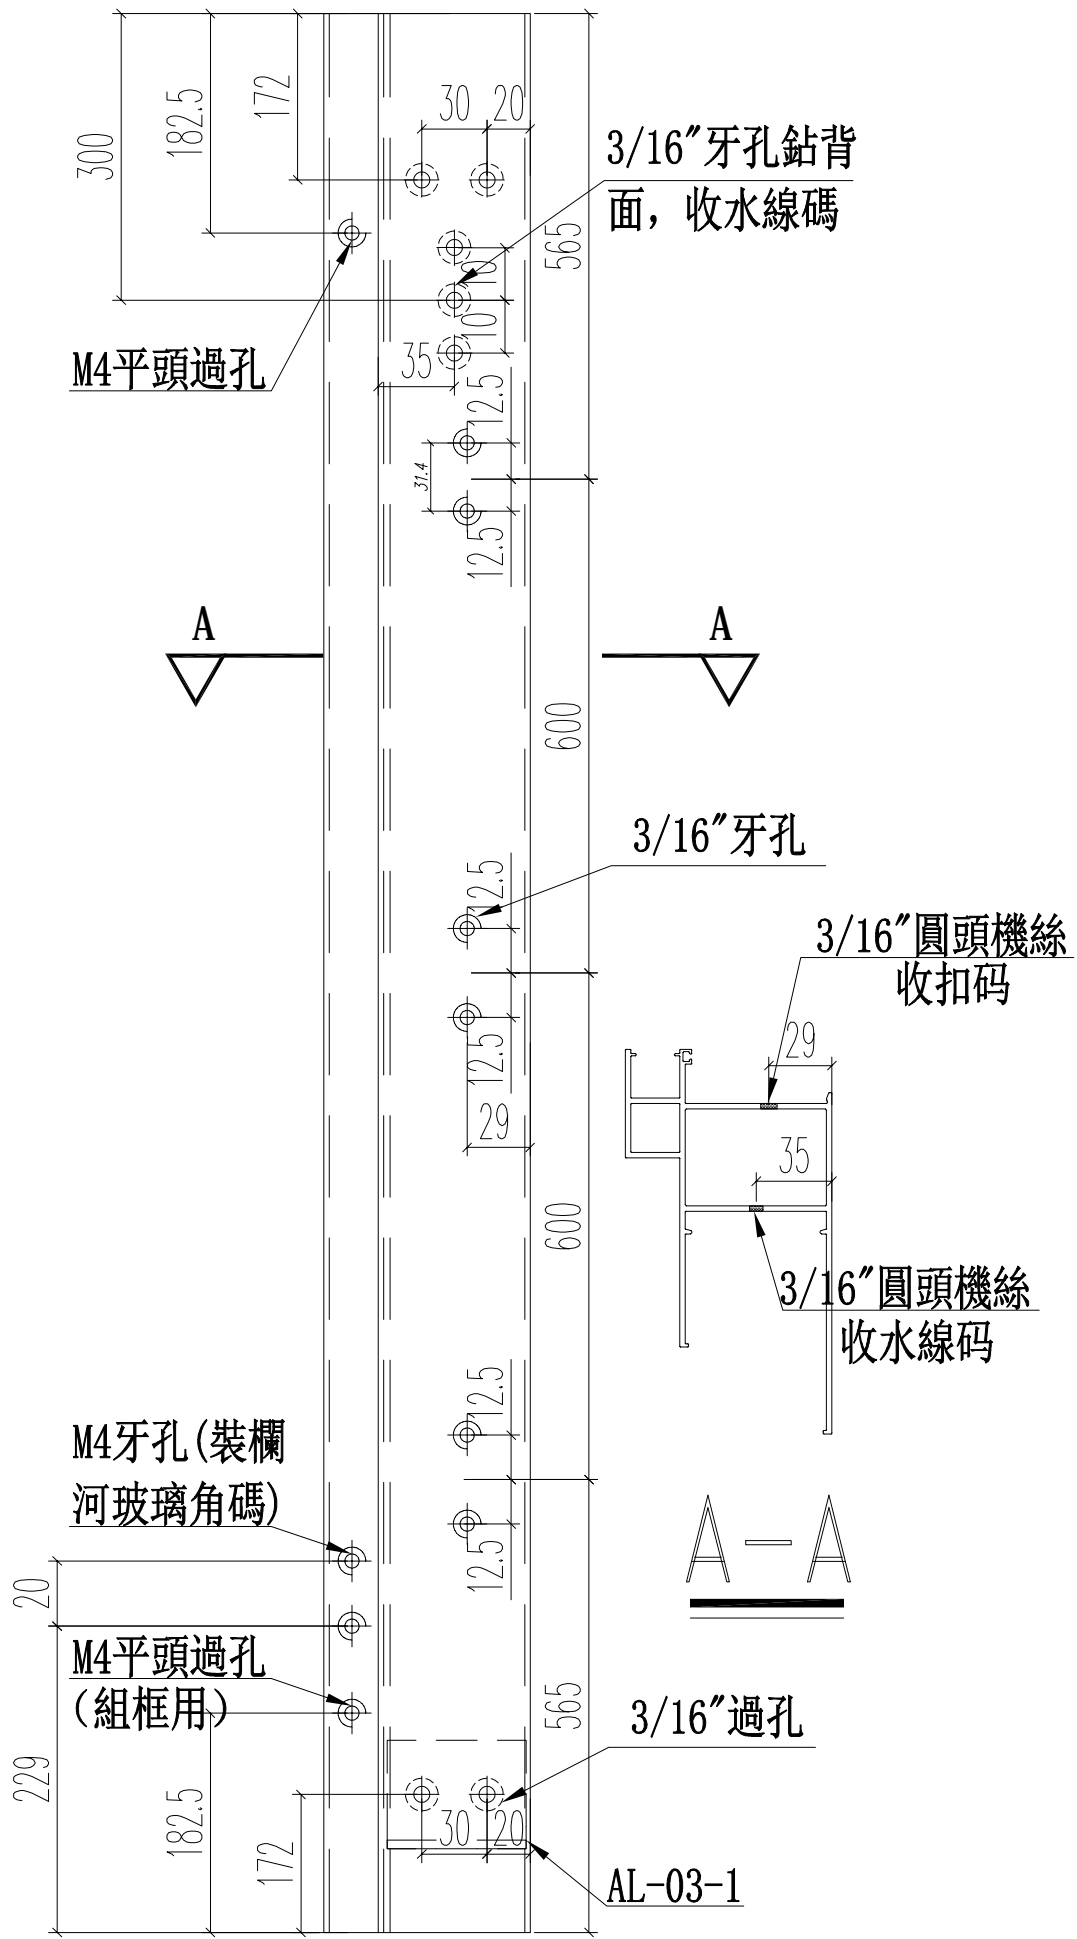 172
182.5
300
30
20
3/16"牙孔鉆背
面，收水線碼
565
10
10
M4平頭過孔
35
12.5
31.4
12.5
A
A
600
3/16"牙孔
12.5
3/16"圓頭機絲
收扣码
29
12.5
29
35
600
3/16"圓頭機絲
收水線码
12.5
M4牙孔(裝欄
河玻璃角碼)
A-A
12.5
20
M4平頭過孔
(組框用)
565
3/16"過孔
229
182.5
172
30
20
AL-03-1